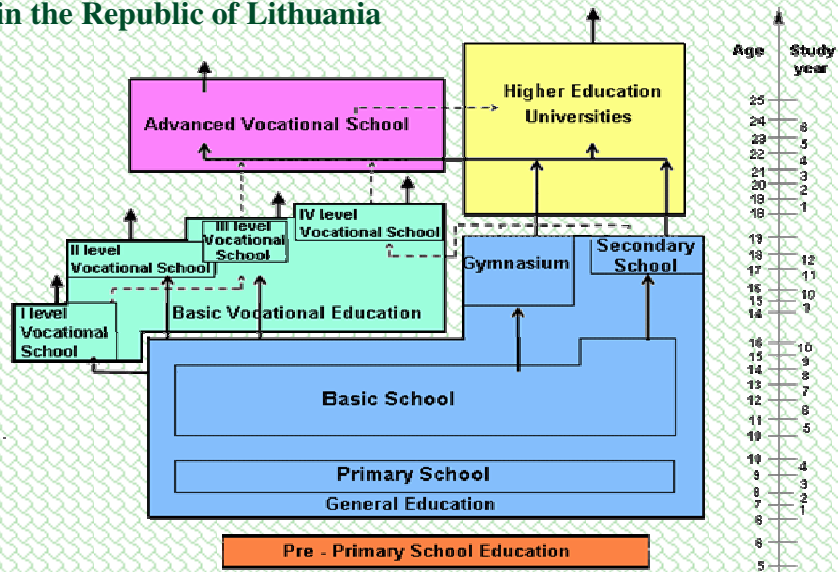 in the Republic of Lithuania
Age
Study
year
Advanced Vocational School
Higher Education
Universities
I level
Vocational
School
II level
Vocational School
III level
Vocational
School
IV level
Vocational School
Basic Vocational Education
Gymnasium
Secondary
School
Basic School
Primary School
General Education
Pre - Primary School Education
25
24
23
22
21
20
19
18
19
18
17
16
15
14
16
15
14
13
12
11
10
10
9
8
7
6
6
5
6
5
4
3
2
1
12
11
10
9
10
9
8
7
6
5
4
3
2
1